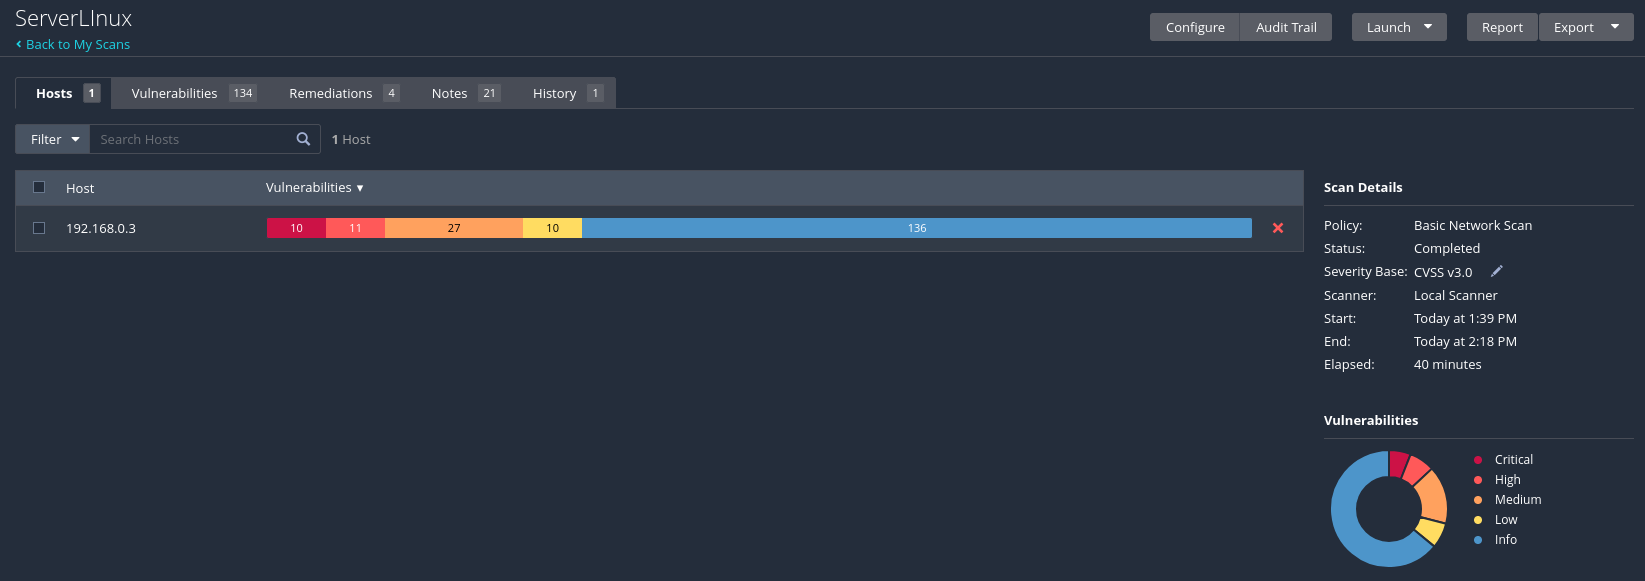 ServerLInux
Back to My Scans
Configure Audit Trail Launch Report Export
Hosts 1 Vulnerabilities 134 Remediations 4 Notes 21 History 1
Filter Search Hosts 1 Host
Host Vulnerabilities
192.168.0.3 10 11 27 10 136
Scan Details
Policy: Basic Network Scan
Status: Completed
Severity Base: CVSS v3.0
Scanner: Local Scanner
Start: Today at 1:39 PM
End: Today at 2:18 PM
Elapsed: 40 minutes
Vulnerabilities
Critical
High
Medium
Low
Info